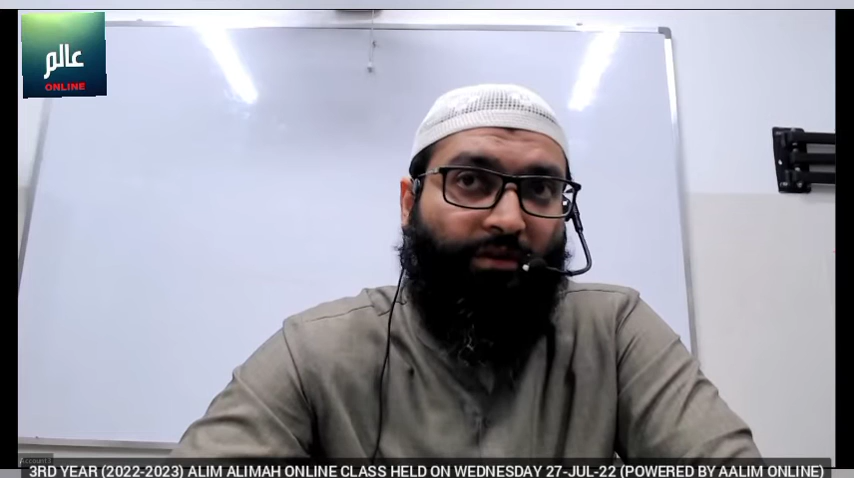 عالم
ONLINE
Account3
3RD YEAR (2022-2023) ALIM ALIMAH ONLINE CLASS HELD ON WEDNESDAY 27-JUL-22 (POWERED BY AALIM ONLINE)